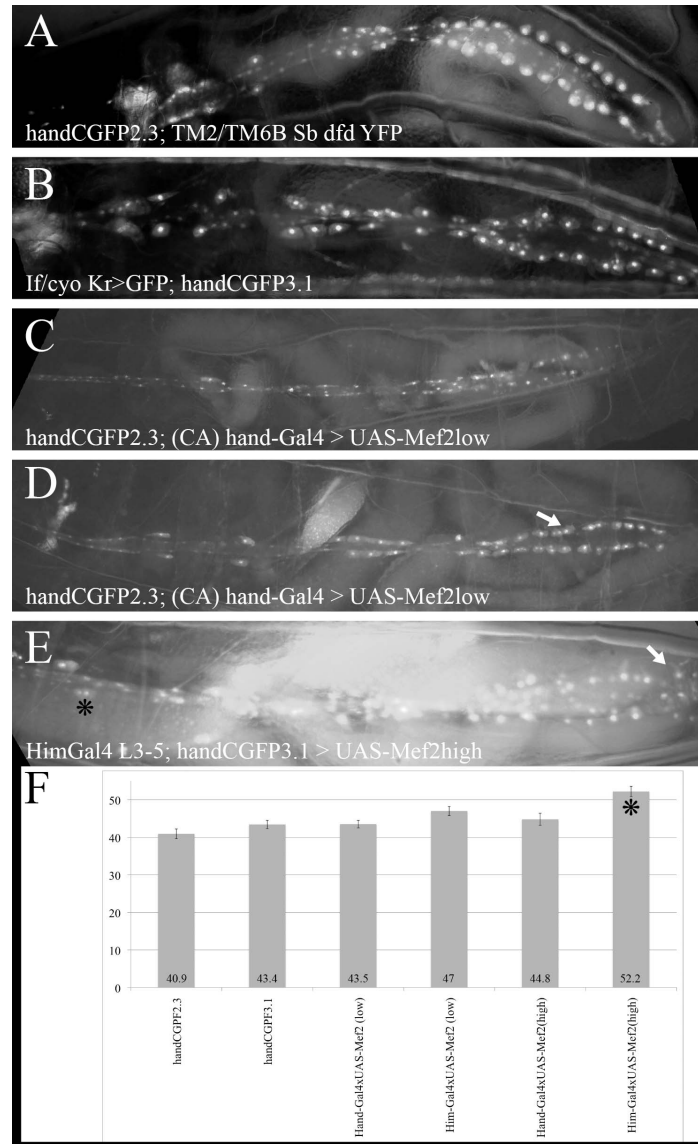 A
handCGFP2.3; TM2/TM6B Sb dfd YFP
B
If/cyo Kr>GFP; handCGFP3.1
C
handCGFP2.3; (CA) hand-Gal4 > UAS-Mef2low
D
handCGFP2.3; (CA) hand-Gal4 > UAS-Mef2low
E
*
HimGal4 L3-5; handCGFP3.1 > UAS-Mef2high
F
50
40
30
20
10
0
*
40.9
43.4
43.5
47
44.8
52.2
handCGPF2.3
handCGPF3.1
Hand-Gal4xUAS-Mef2 (low)
Him-Gal4xUAS-Mef2 (low)
Hand-Gal4xUAS-Mef2(high)
Him-Gal4xUAS-Mef2(high)